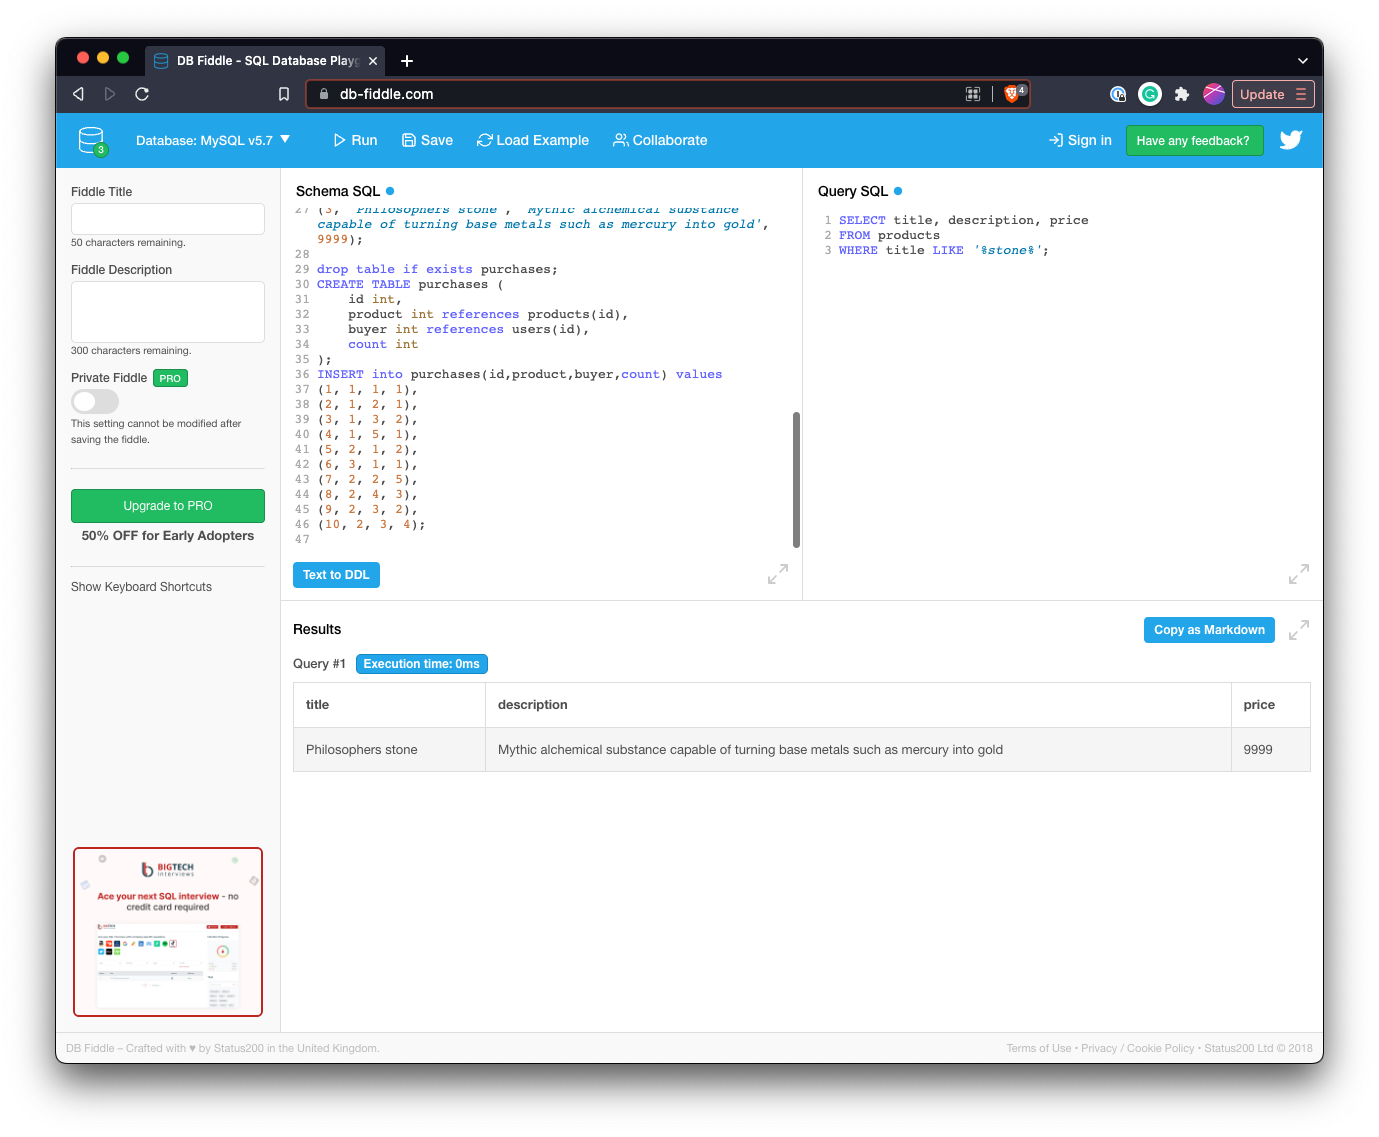 DB Fiddle - SQL Database Play
db-fiddle.com
4
Update
3
Database: MySQL v5.7
Run
Save
Load Example
Collaborate
Sign in
Have any feedback?
Fiddle Title
50 characters remaining.
Fiddle Description
300 characters remaining.
Private Fiddle PRO
This setting cannot be modified after
saving the fiddle.
Upgrade to PRO
50% OFF for Early Adopters
Show Keyboard Shortcuts
BIGTECH
interviews
Ace your next SQL interview - no
credit card required
Schema SQL
27 (3, 'Philosophers stone', 'Mythic alchemical substance
capable of turning base metals such as mercury into gold',
9999);
28
29 drop table if exists purchases;
30 CREATE TABLE purchases (
31 id int,
32 product int references products(id),
33 buyer int references users(id),
34 count int
35 );
36 INSERT into purchases(id,product,buyer,count) values
37 (1, 1, 1, 1),
38 (2, 1, 2, 1),
39 (3, 1, 3, 2),
40 (4, 1, 5, 1),
41 (5, 2, 1, 2),
42 (6, 3, 1, 1),
43 (7, 2, 2, 5),
44 (8, 2, 4, 3),
45 (9, 2, 3, 2),
46 (10, 2, 3, 4);
47
Text to DDL
Query SQL
1 SELECT title, description, price
2 FROM products
3 WHERE title LIKE '%stone%';
Results
Copy as Markdown
Query #1 Execution time: 0ms
title description price
Philosophers stone Mythic alchemical substance capable of turning base metals such as mercury into gold 9999
DB Fiddle – Crafted with ♥ by Status200 in the United Kingdom.
Terms of Use • Privacy / Cookie Policy • Status200 Ltd © 2018